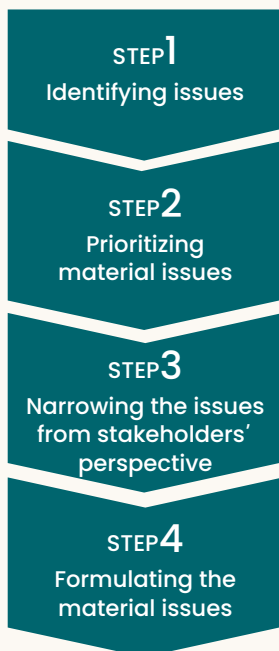 STEP1
Identifying issues
STEP2
Prioritizing
material issues
STEP3
Narrowing the issues
from stakeholders’
perspective
STEP4
Formulating the
material issues